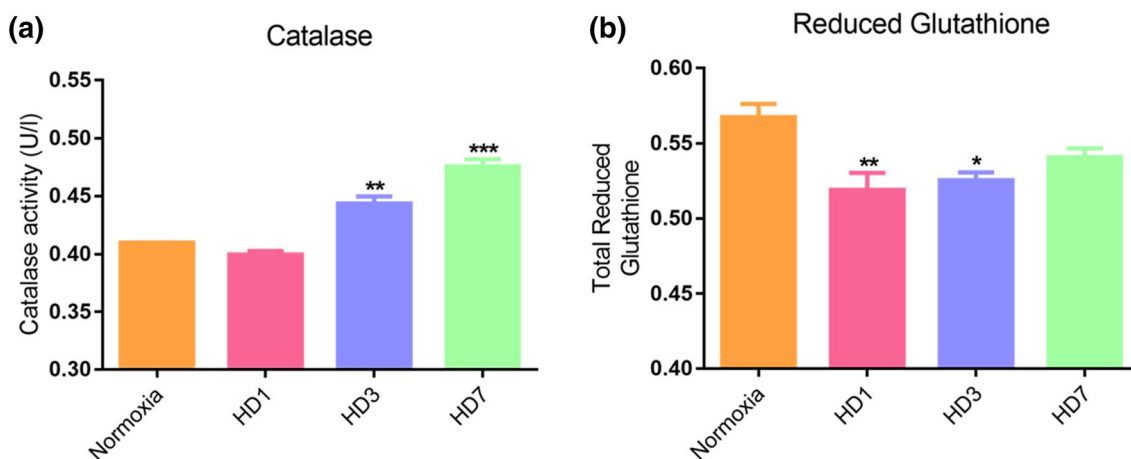 (a)
Catalase
Catalase activity (U/l)
0.55
0.50
0.45
0.40
0.35
0.30
**
***
Normoxia
HD1
HD3
HD7
(b)
Reduced Glutathione
Total Reduced
Glutathione
0.60
0.55
0.50
0.45
0.40
**
*
Normoxia
HD1
HD3
HD7